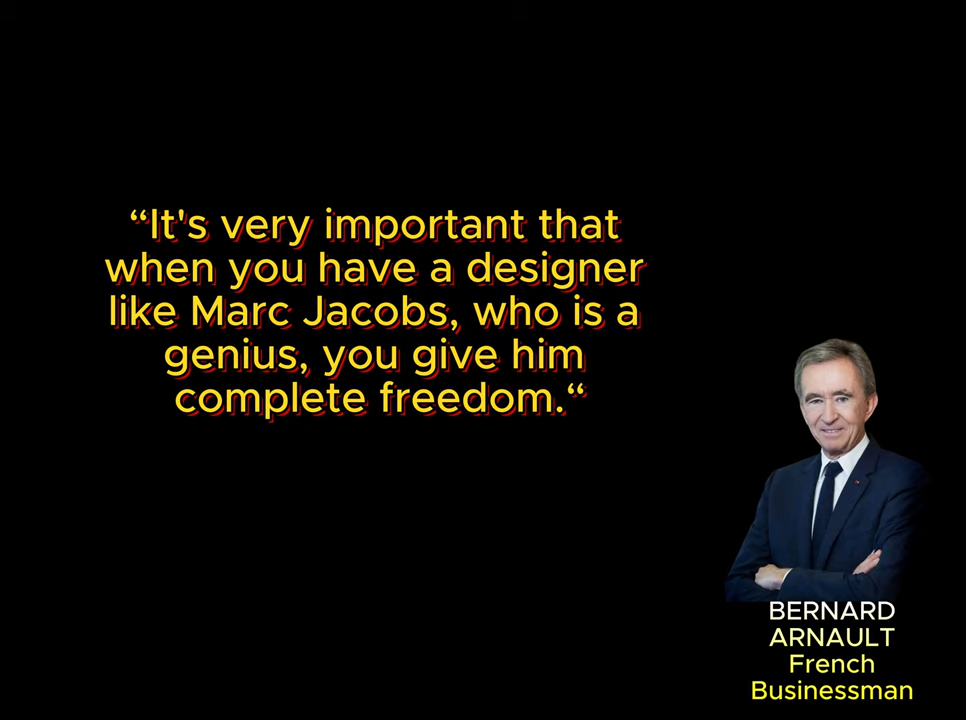 “It's very important that
when you have a designer
like Marc Jacobs, who is a
genius, you give him
complete freedom.“
BERNARD
ARNAULT
French
Businessman